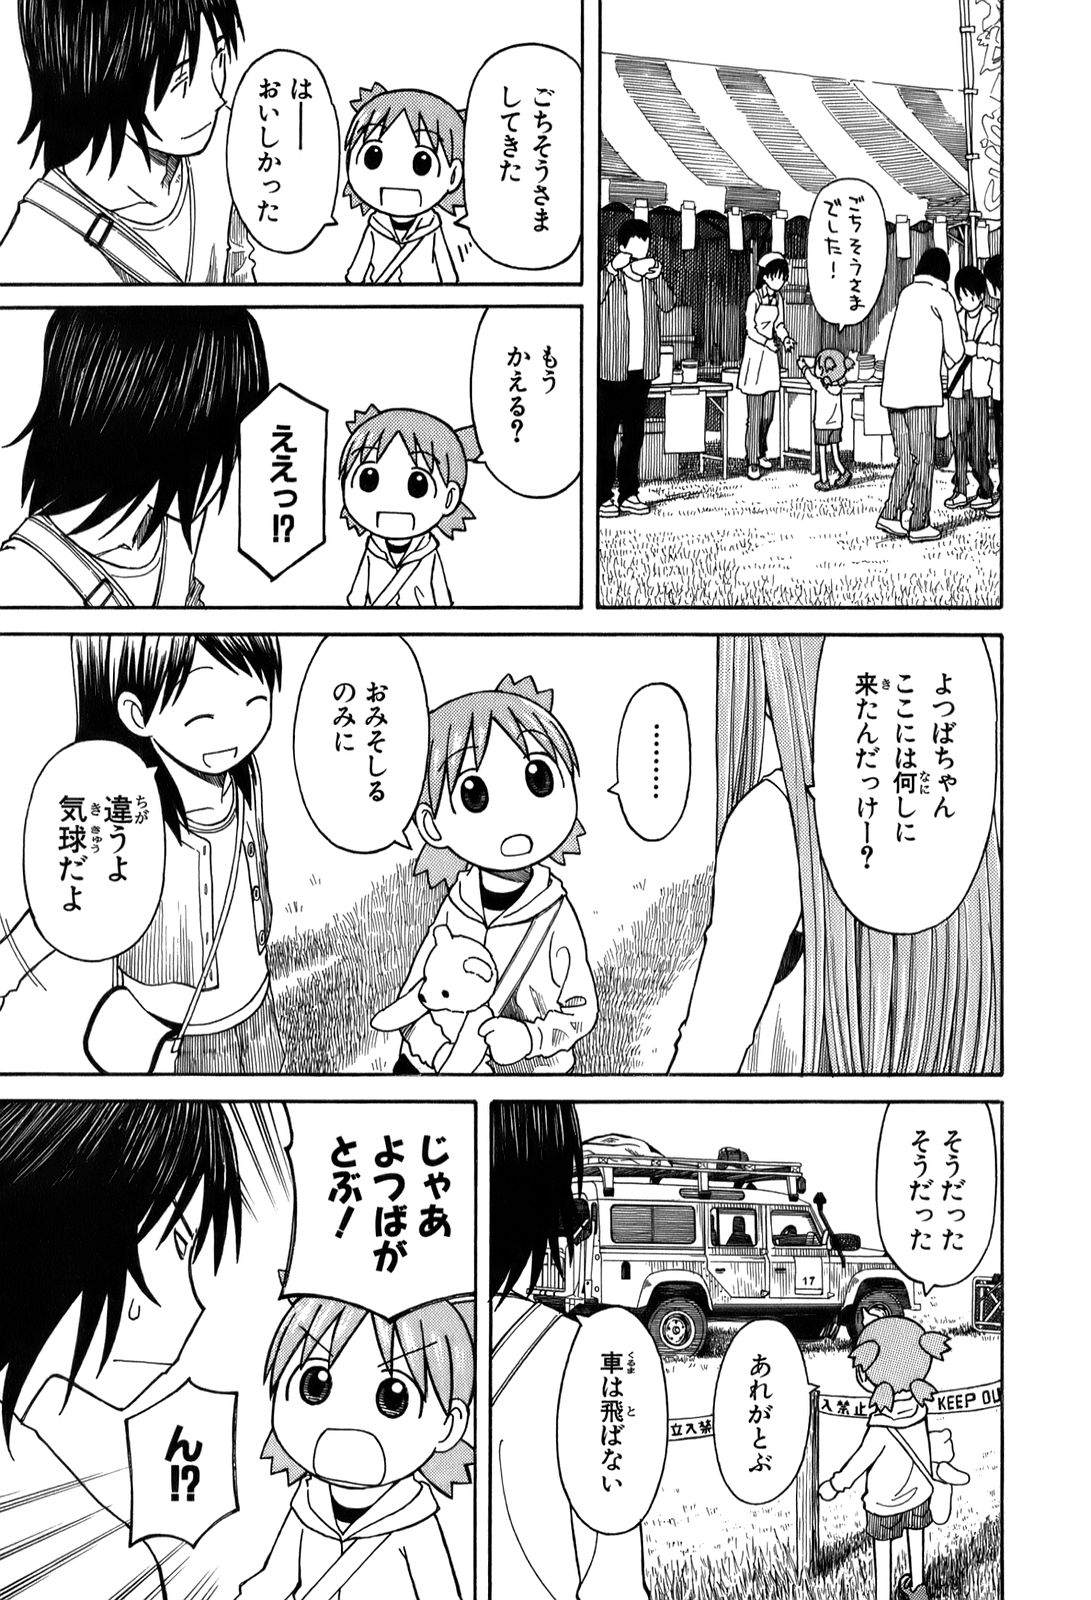 ごちそうさま
でした！
ごちそうさま
してきた
はー
おいしかった
もう
かえる？
ええっ!?
よつばちゃん
ここには何しに
来たんだっけー？
………
おみそしる
のみに
違うよ
気球だよ
そうだった
そうだった
あれがとぶ
車は飛ばない
17
立入禁
入禁止
KEEP OU
じゃあ
よつばが
とぶ！
ん!?